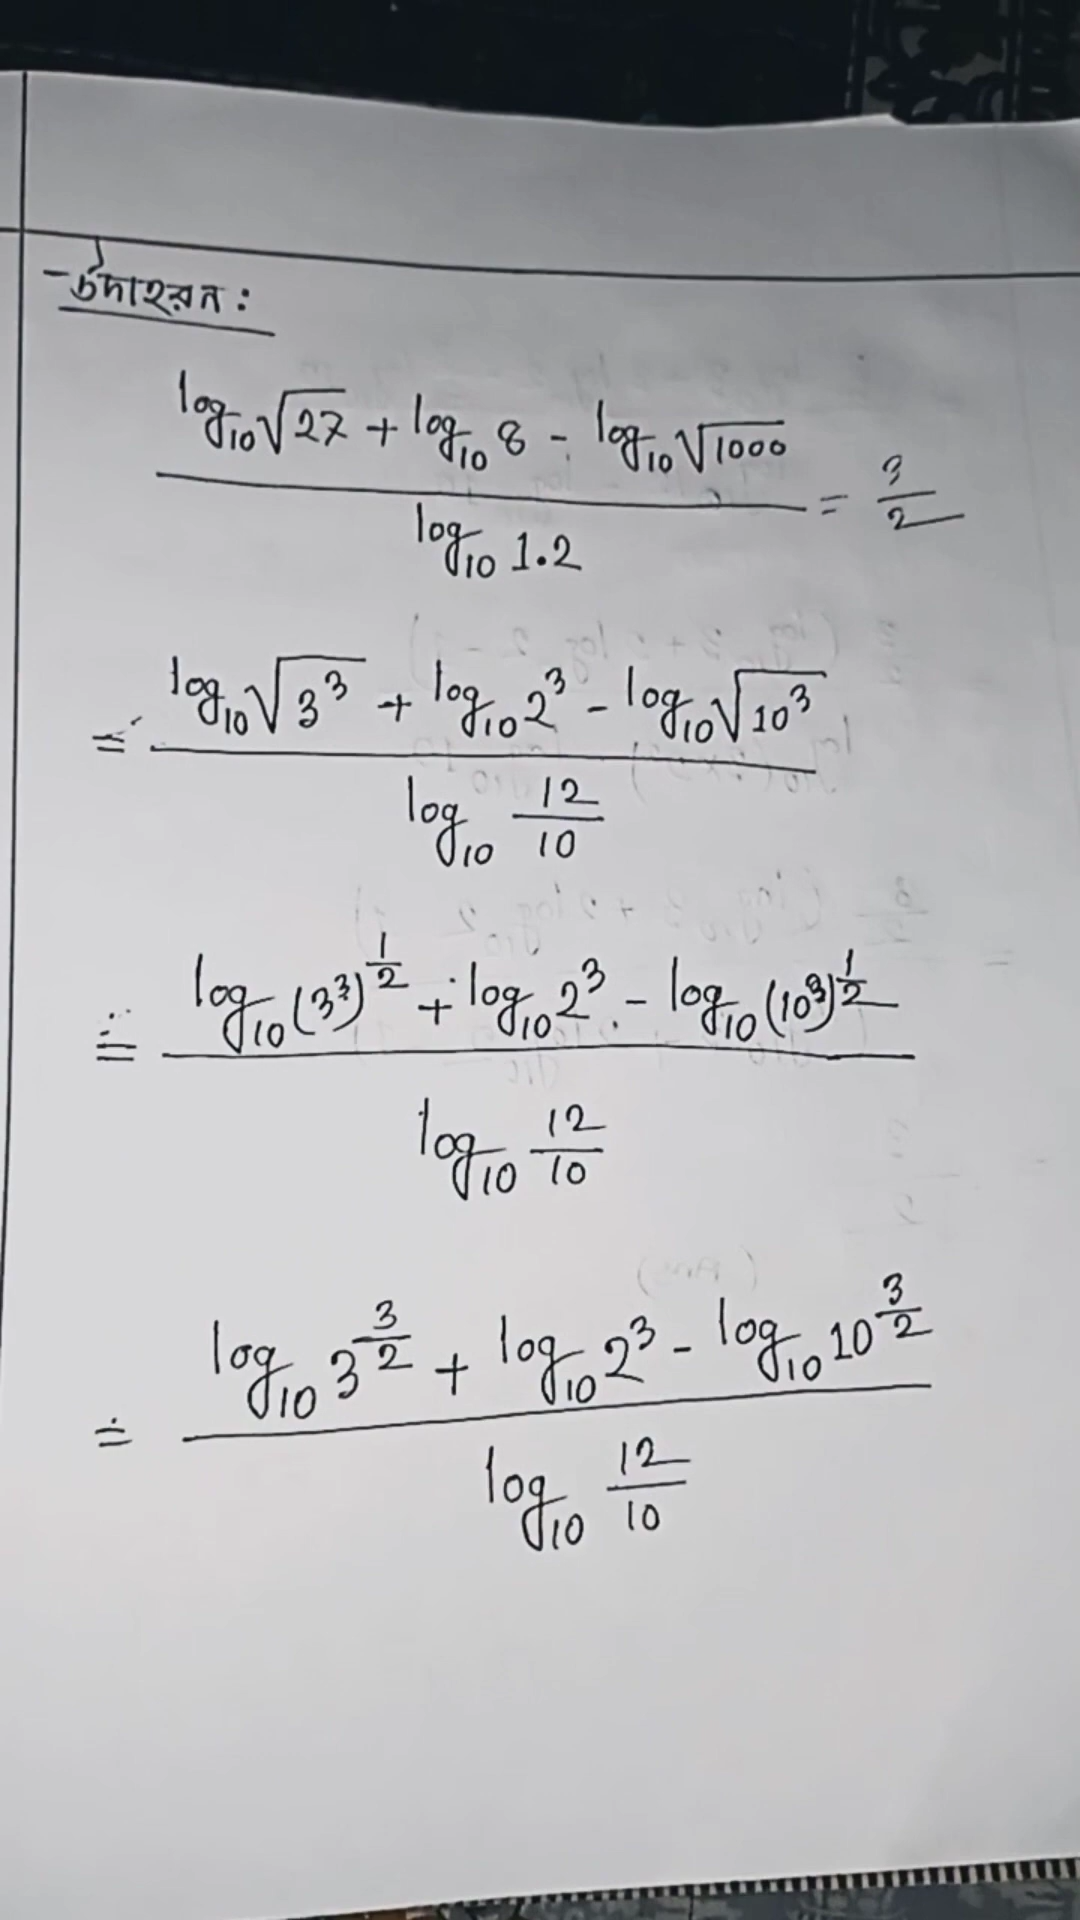 উদাহরন:
log₁₀√27 + log₁₀8 - log₁₀√1000 / log₁₀1.2 = 3/2
= log₁₀√3³ + log₁₀2³ - log₁₀√10³ / log₁₀ 12/10
= log₁₀(3³)^1/2 + log₁₀2³ - log₁₀(10³)^1/2 / log₁₀ 12/10
= log₁₀3^3/2 + log₁₀2³ - log₁₀10^3/2 / log₁₀ 12/10